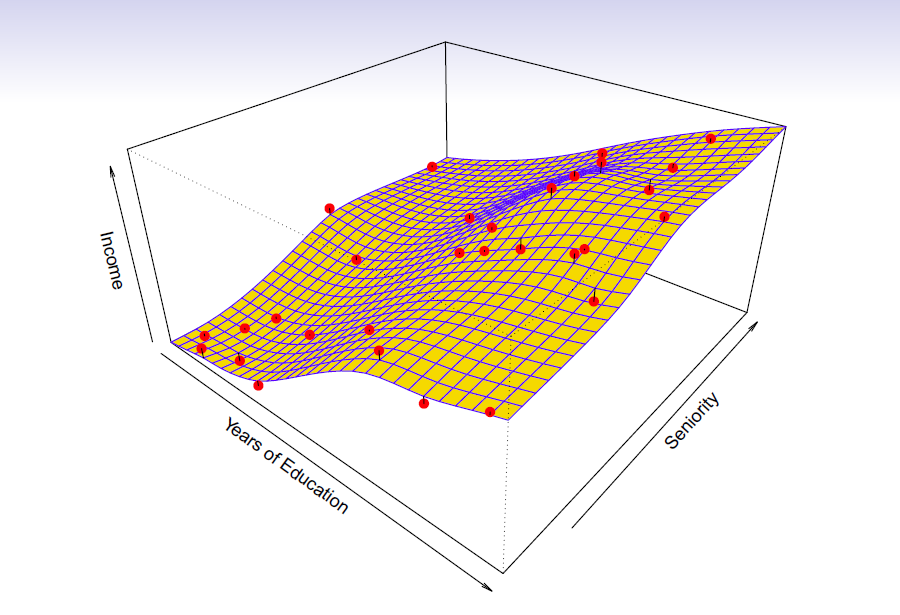 Income
Years of Education
Seniority